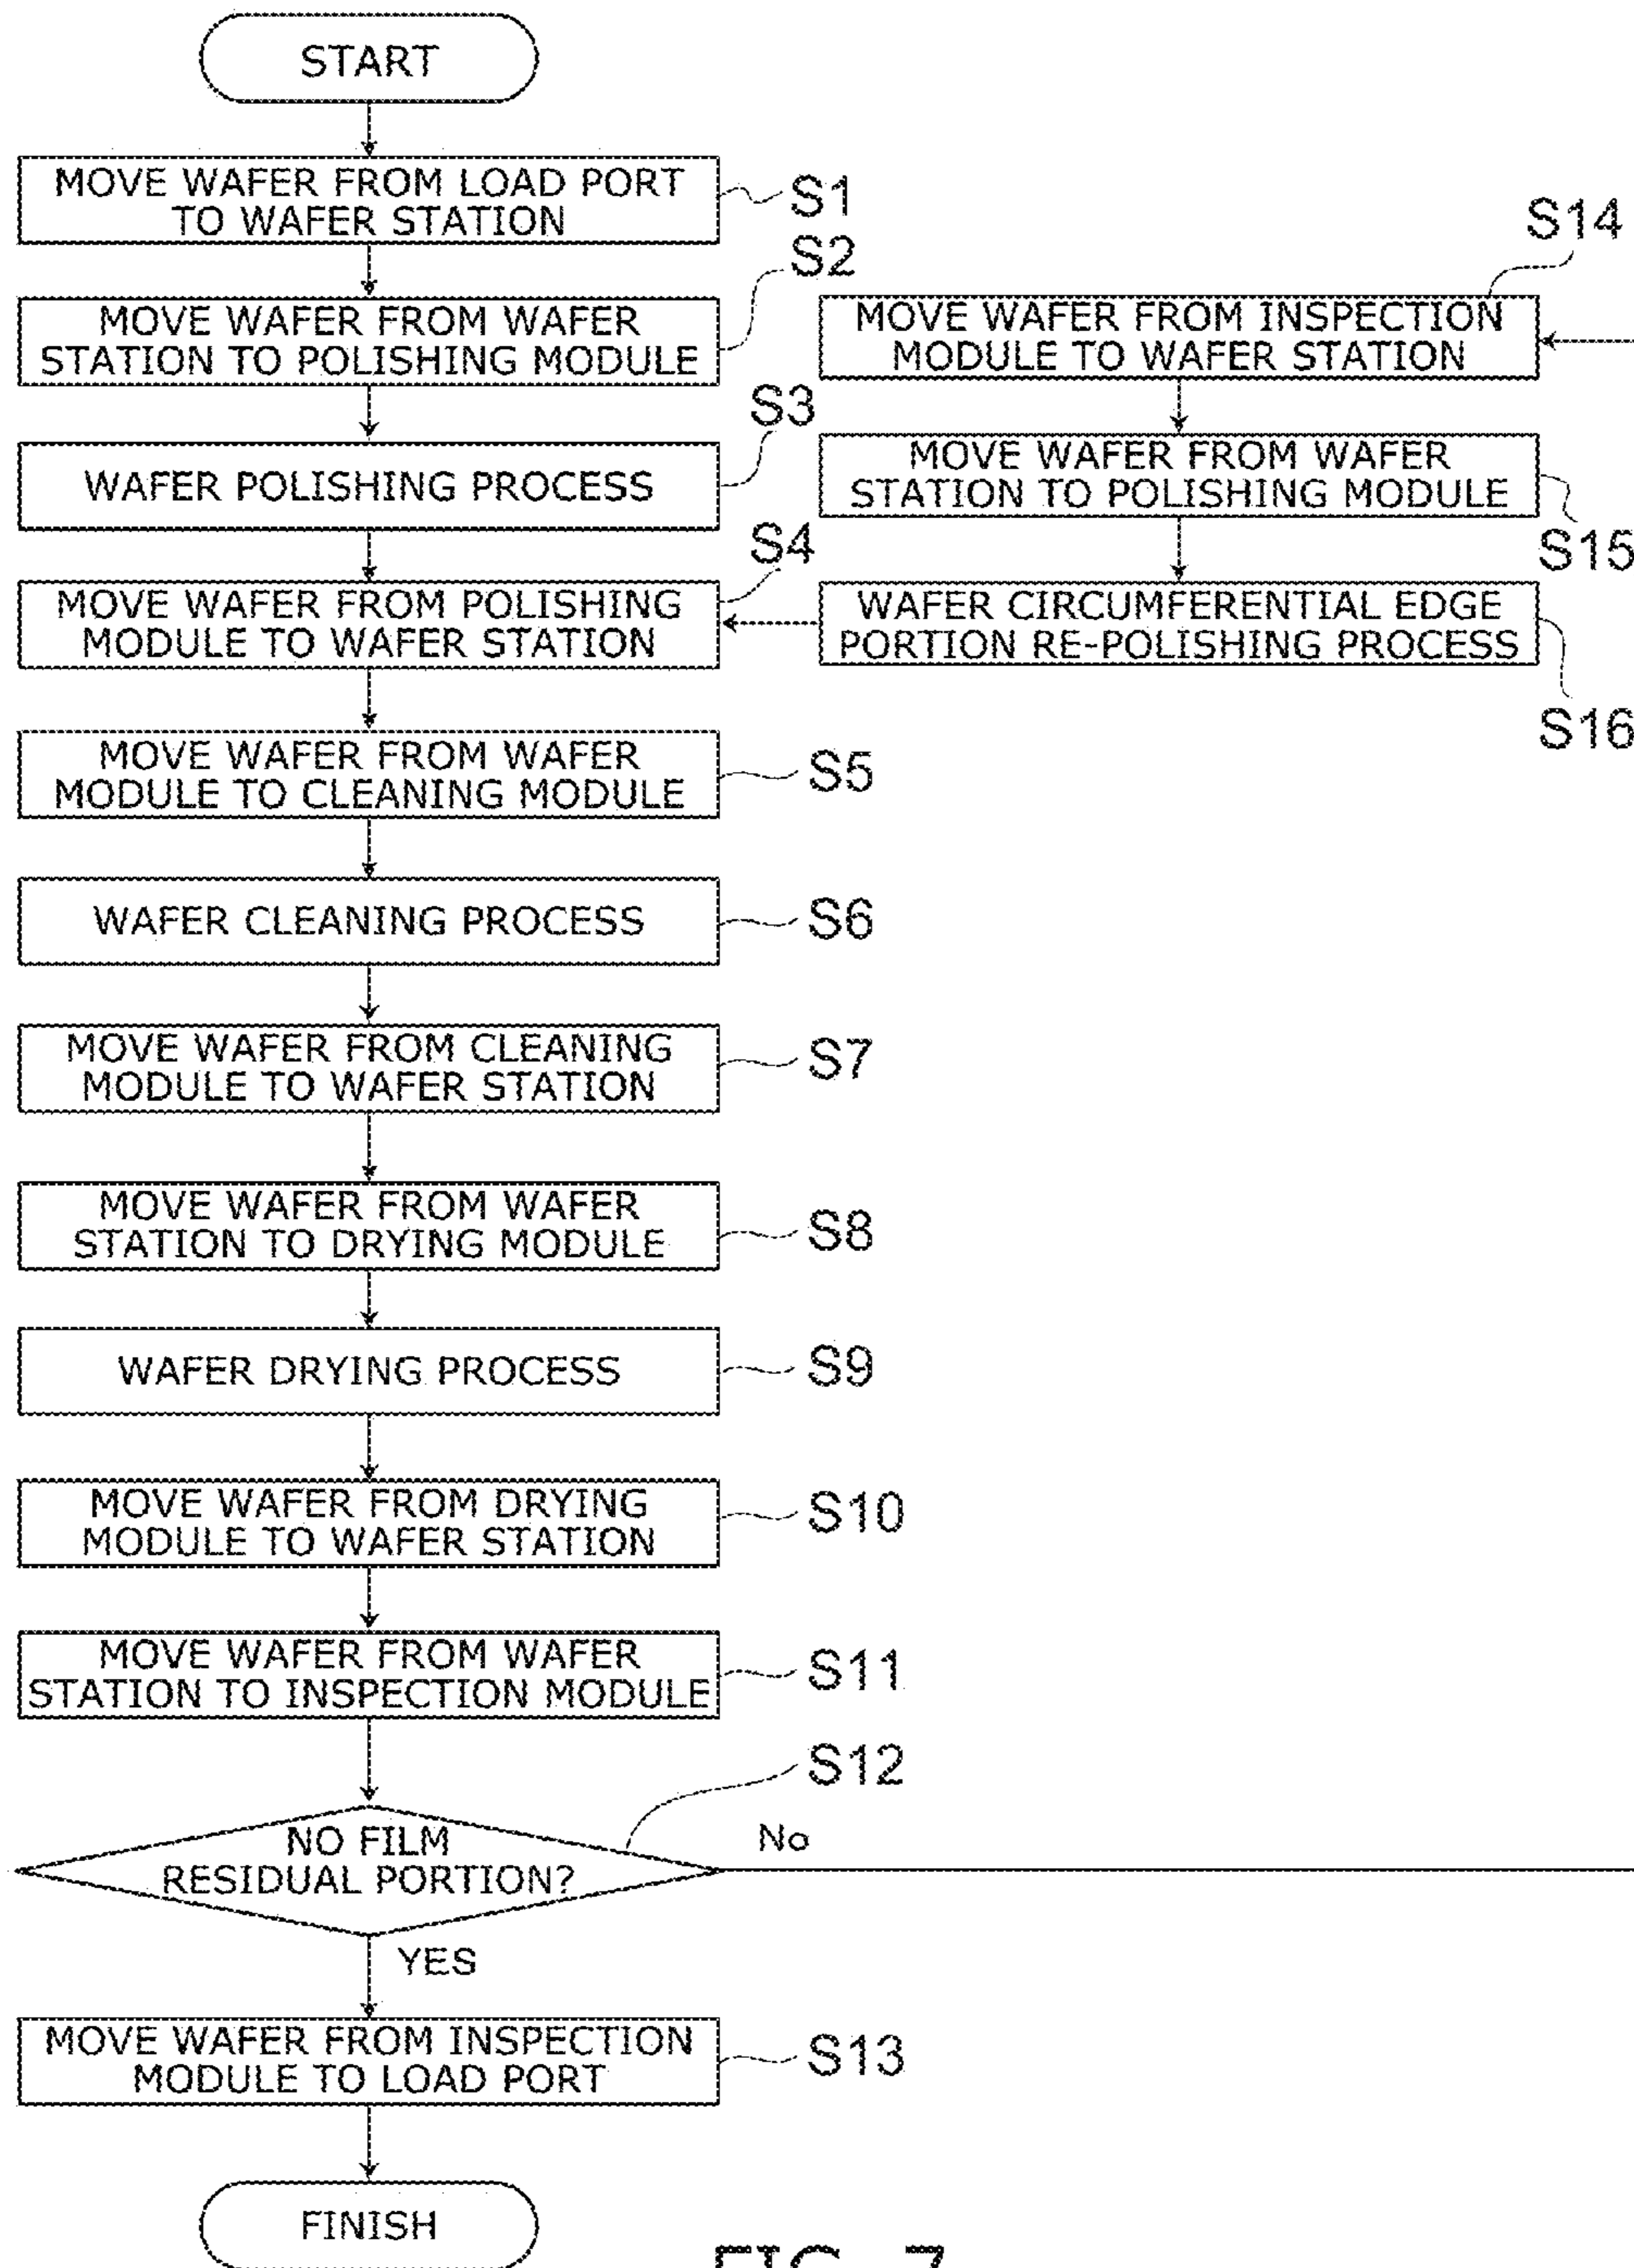 START
MOVE WAFER FROM LOAD PORT
TO WAFER STATION
S1
MOVE WAFER FROM WAFER
STATION TO POLISHING MODULE
S2
WAFER POLISHING PROCESS
S3
MOVE WAFER FROM POLISHING
MODULE TO WAFER STATION
S4
MOVE WAFER FROM WAFER
MODULE TO CLEANING MODULE
S5
WAFER CLEANING PROCESS
S6
MOVE WAFER FROM CLEANING
MODULE TO WAFER STATION
S7
MOVE WAFER FROM WAFER
STATION TO DRYING MODULE
S8
WAFER DRYING PROCESS
S9
MOVE WAFER FROM DRYING
MODULE TO WAFER STATION
S10
MOVE WAFER FROM WAFER
STATION TO INSPECTION MODULE
S11
NO FILM
RESIDUAL PORTION?
S12
No
YES
MOVE WAFER FROM INSPECTION
MODULE TO LOAD PORT
S13
FINISH
S14
MOVE WAFER FROM INSPECTION
MODULE TO WAFER STATION
MOVE WAFER FROM WAFER
STATION TO POLISHING MODULE
S15
WAFER CIRCUMFERENTIAL EDGE
PORTION RE-POLISHING PROCESS
S16
FIG. 7